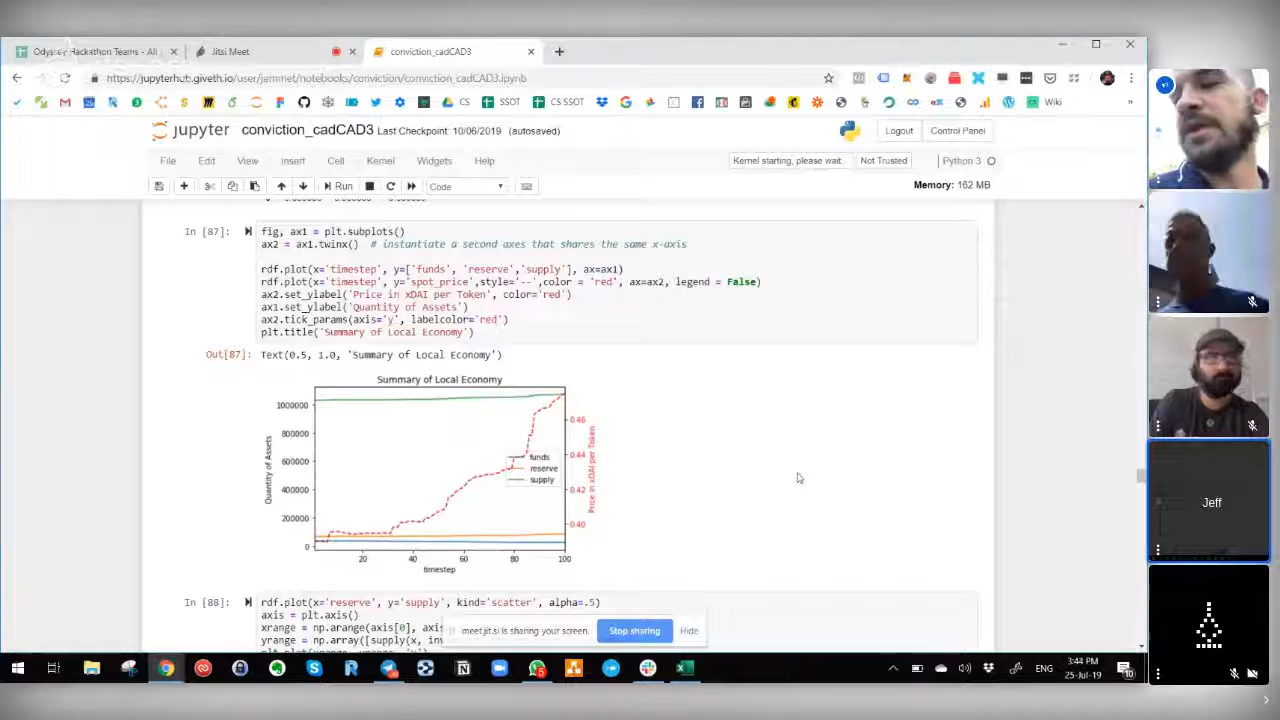 Odyssey Hackathon Teams - All
Jitsi Meet
conviction_cadCAD3
https://jupyterhub.giveth.io/user/jemmet/notebooks/conviction/conviction_cadCAD3.ipynb
CS
SSOT
CS SSOT
Wiki
»
jupyter
conviction_cadCAD3
Last Checkpoint: 10/06/2019 (autosaved)
Logout
Control Panel
File
Edit
View
Insert
Cell
Kernel
Widgets
Help
Kernel starting, please wait..
Not Trusted
Python 3
Run
Code
Memory: 162 MB
In [87]:
fig, ax1 = plt.subplots()
ax2 = ax1.twinx() # instantiate a second axes that shares the same x-axis
rdf.plot(x='timestep', y=['funds', 'reserve','supply'], ax=ax1)
rdf.plot(x='timestep', y='spot_price',style='--',color = 'red', ax=ax2, legend = False)
ax2.set_ylabel('Price in xDAI per Token', color='red')
ax1.set_ylabel('Quantity of Assets')
ax2.tick_params(axis='y', labelcolor='red')
plt.title('Summary of Local Economy')
Out[87]:
Text(0.5, 1.0, 'Summary of Local Economy')
Summary of Local Economy
1000000
800000
600000
400000
200000
0
Quantity of Assets
funds
reserve
supply
0.46
0.44
0.42
0.40
Price in xDAI per Token
20
40
60
80
100
timestep
In [88]:
rdf.plot(x='reserve', y='supply', kind='scatter', alpha=.5)
axis = plt.axis()
xrange = np.arange(axis[0], axis
yrange = np.array([supply(x, inv
meet.jit.si is sharing your screen.
Stop sharing
Hide
ENG
3:44 PM
25-Jul-19
10
5
Jeff